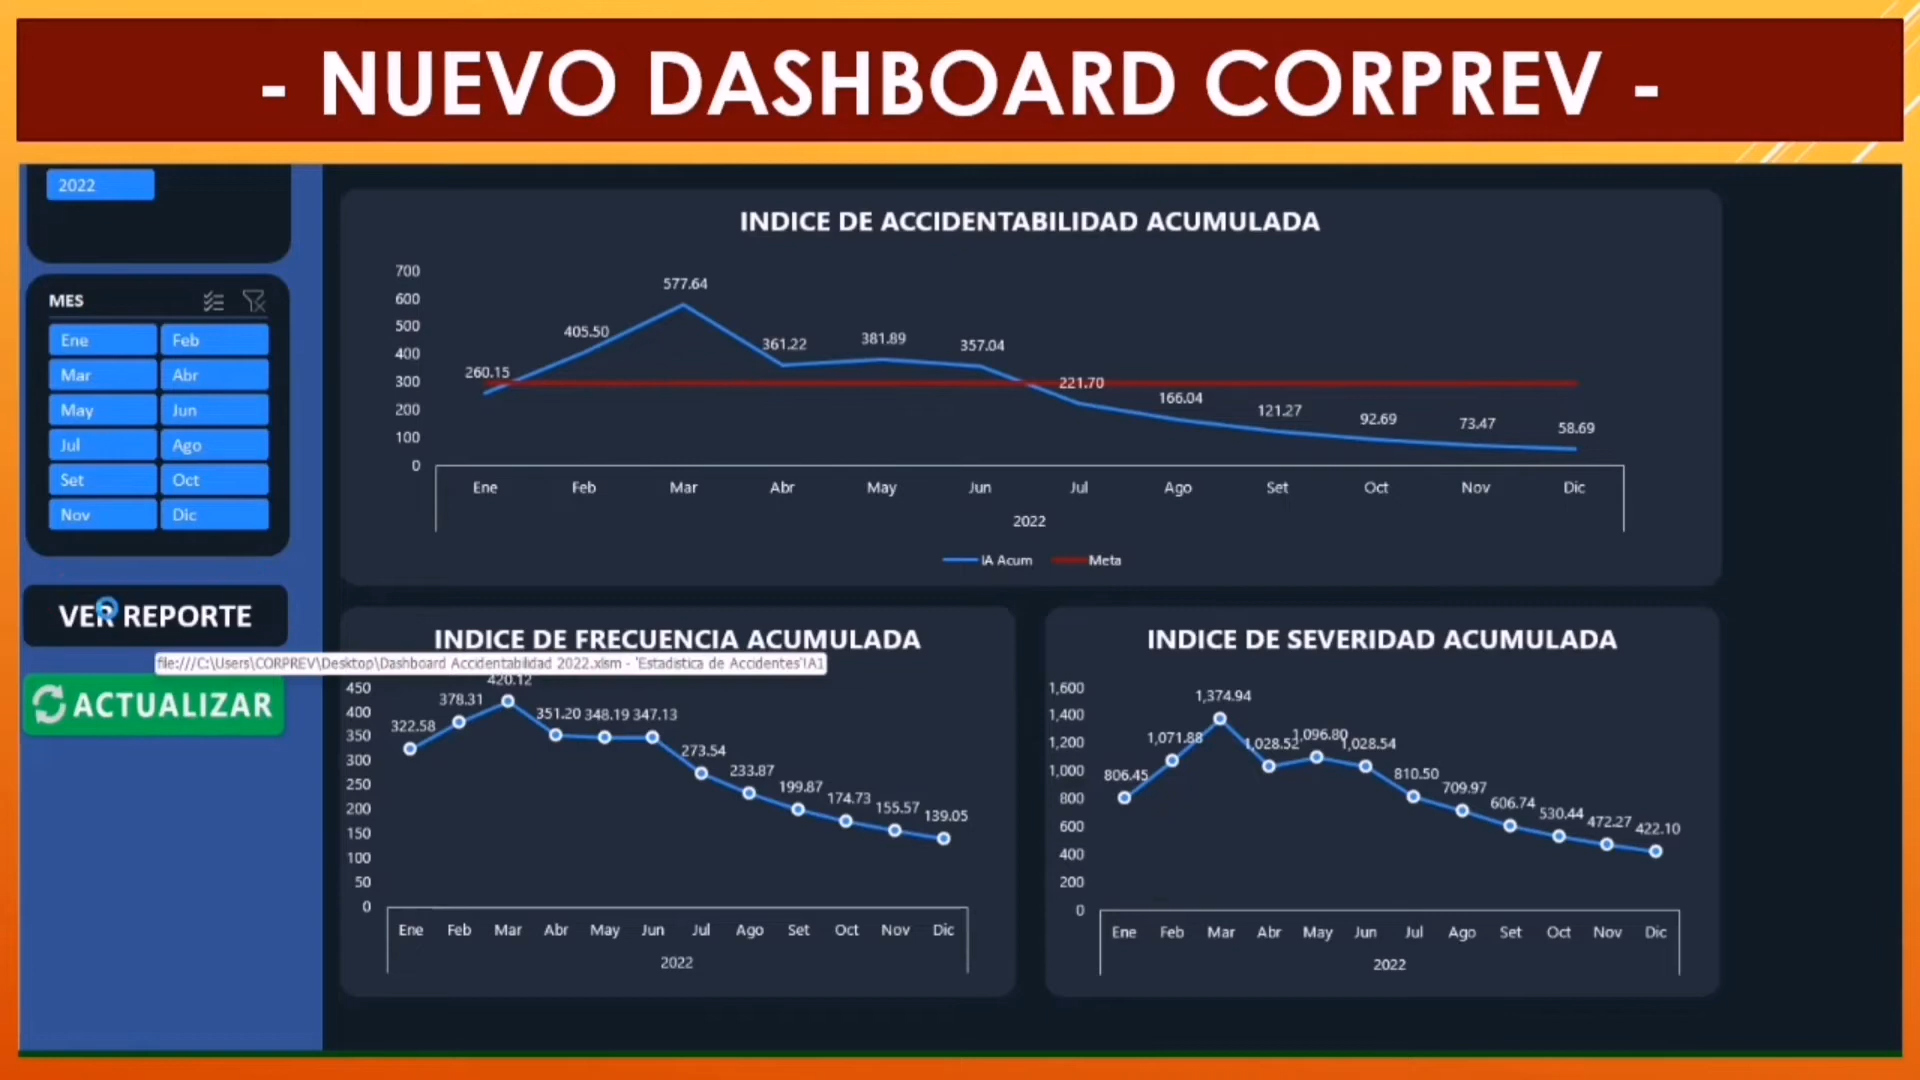 - NUEVO DASHBOARD CORPREV -
2022
MES
Ene Feb
Mar Abr
May Jun
Jul Ago
Set Oct
Nov Dic
VER REPORTE
file:///C:\Users\CORPREV\Desktop\Dashboard Accidentabilidad 2022.xlsm - 'Estadistica de Accidentes'!A1
ACTUALIZAR
INDICE DE ACCIDENTABILIDAD ACUMULADA
700
600
500
400
300
200
100
0
260.15 405.50 577.64 361.22 381.89 357.04 221.70 166.04 121.27 92.69 73.47 58.69
Ene Feb Mar Abr May Jun Jul Ago Set Oct Nov Dic
2022
IA Acum Meta
INDICE DE FRECUENCIA ACUMULADA
450
400
350
300
250
200
150
100
50
0
322.58 378.31 420.12 351.20 348.19 347.13 273.54 233.87 199.87 174.73 155.57 139.05
Ene Feb Mar Abr May Jun Jul Ago Set Oct Nov Dic
2022
INDICE DE SEVERIDAD ACUMULADA
1,600
1,400
1,200
1,000
800
600
400
200
0
806.45 1,071.88 1,374.94 1,028.52 1,096.80 1,028.54 810.50 709.97 606.74 530.44 472.27 422.10
Ene Feb Mar Abr May Jun Jul Ago Set Oct Nov Dic
2022